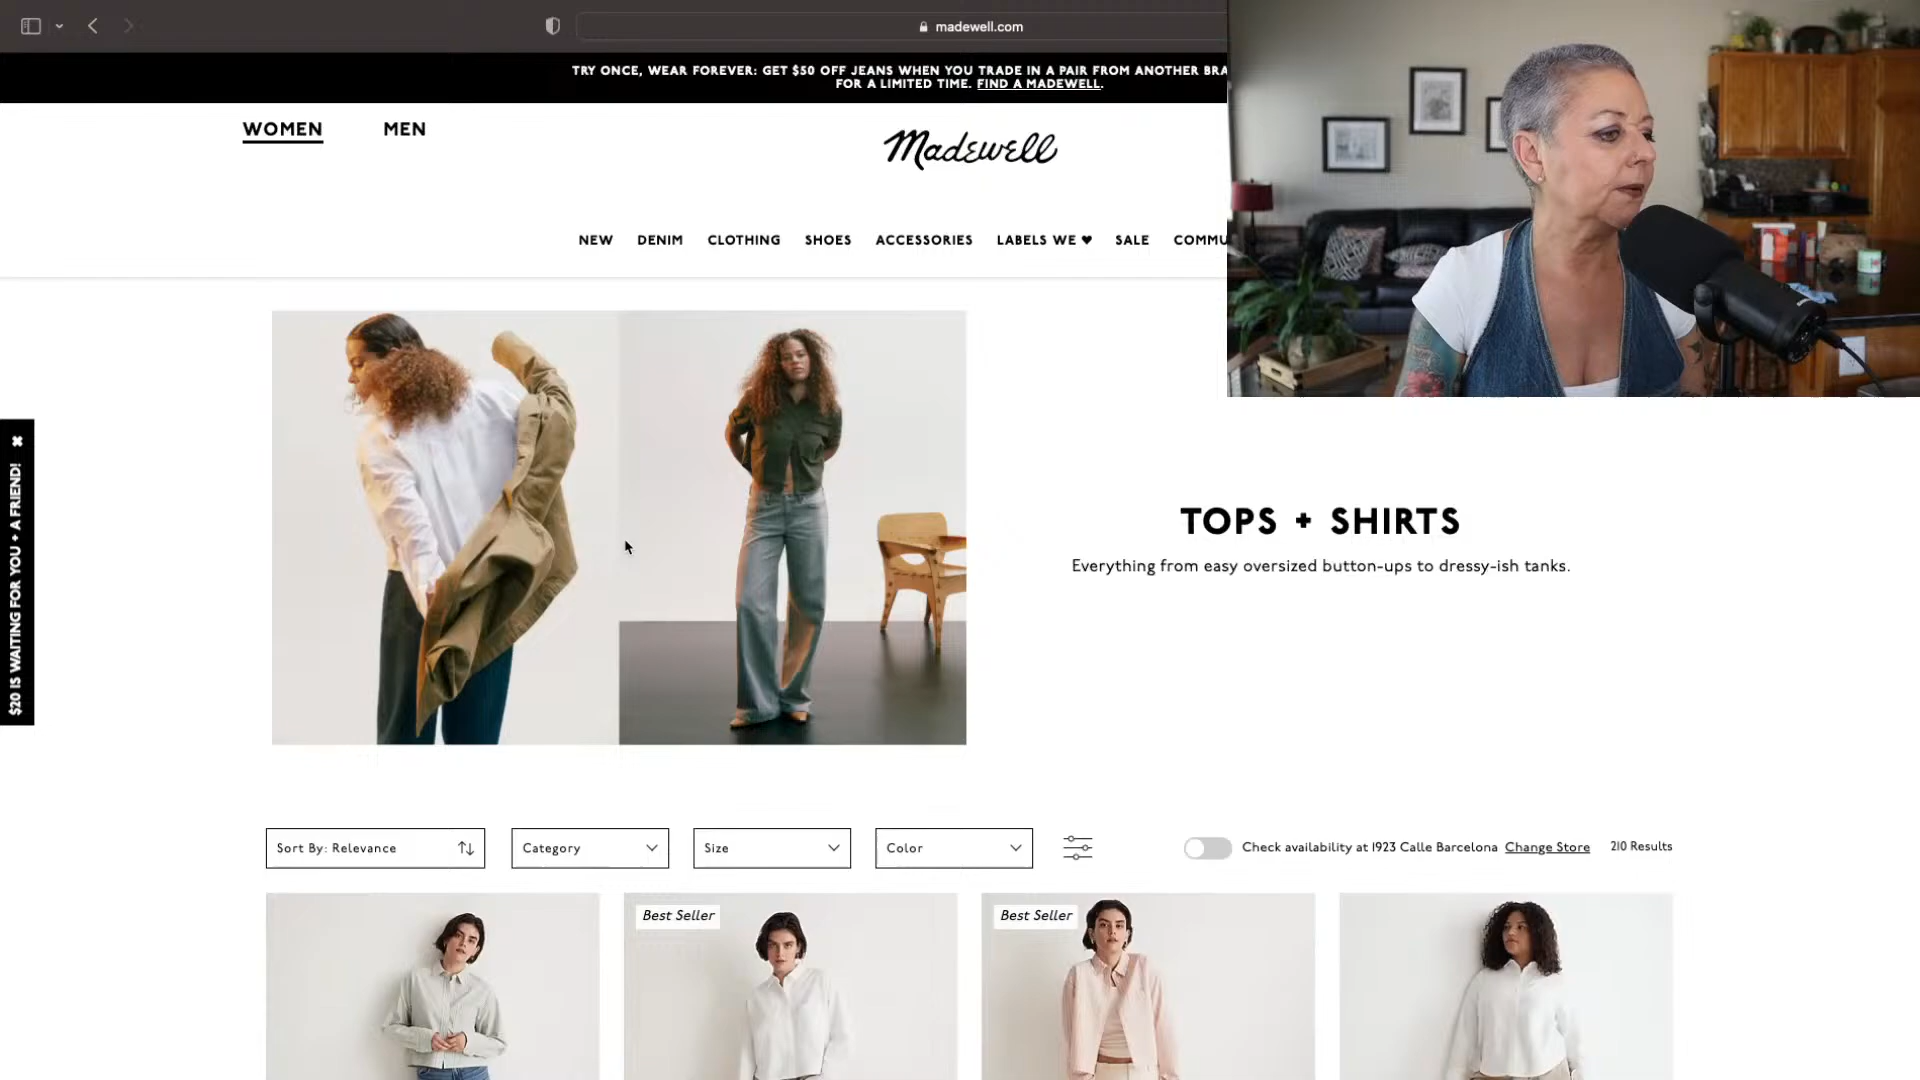 madewell.com
TRY ONCE, WEAR FOREVER: GET $50 OFF JEANS WHEN YOU TRADE IN A PAIR FROM ANOTHER
FOR A LIMITED TIME. FIND A MADEWELL.
WOMEN
MEN
Madewell
NEW
DENIM
CLOTHING
SHOES
ACCESSORIES
LABELS WE ♥
SALE
$20 IS WAITING FOR YOU + A FRIEND!
TOPS + SHIRTS
Everything from easy oversized button-ups to dressy-ish tanks.
Sort By: Relevance
Category
Size
Color
Check availability at 1923 Calle Barcelona Change Store
210 Results
Best Seller
Best Seller